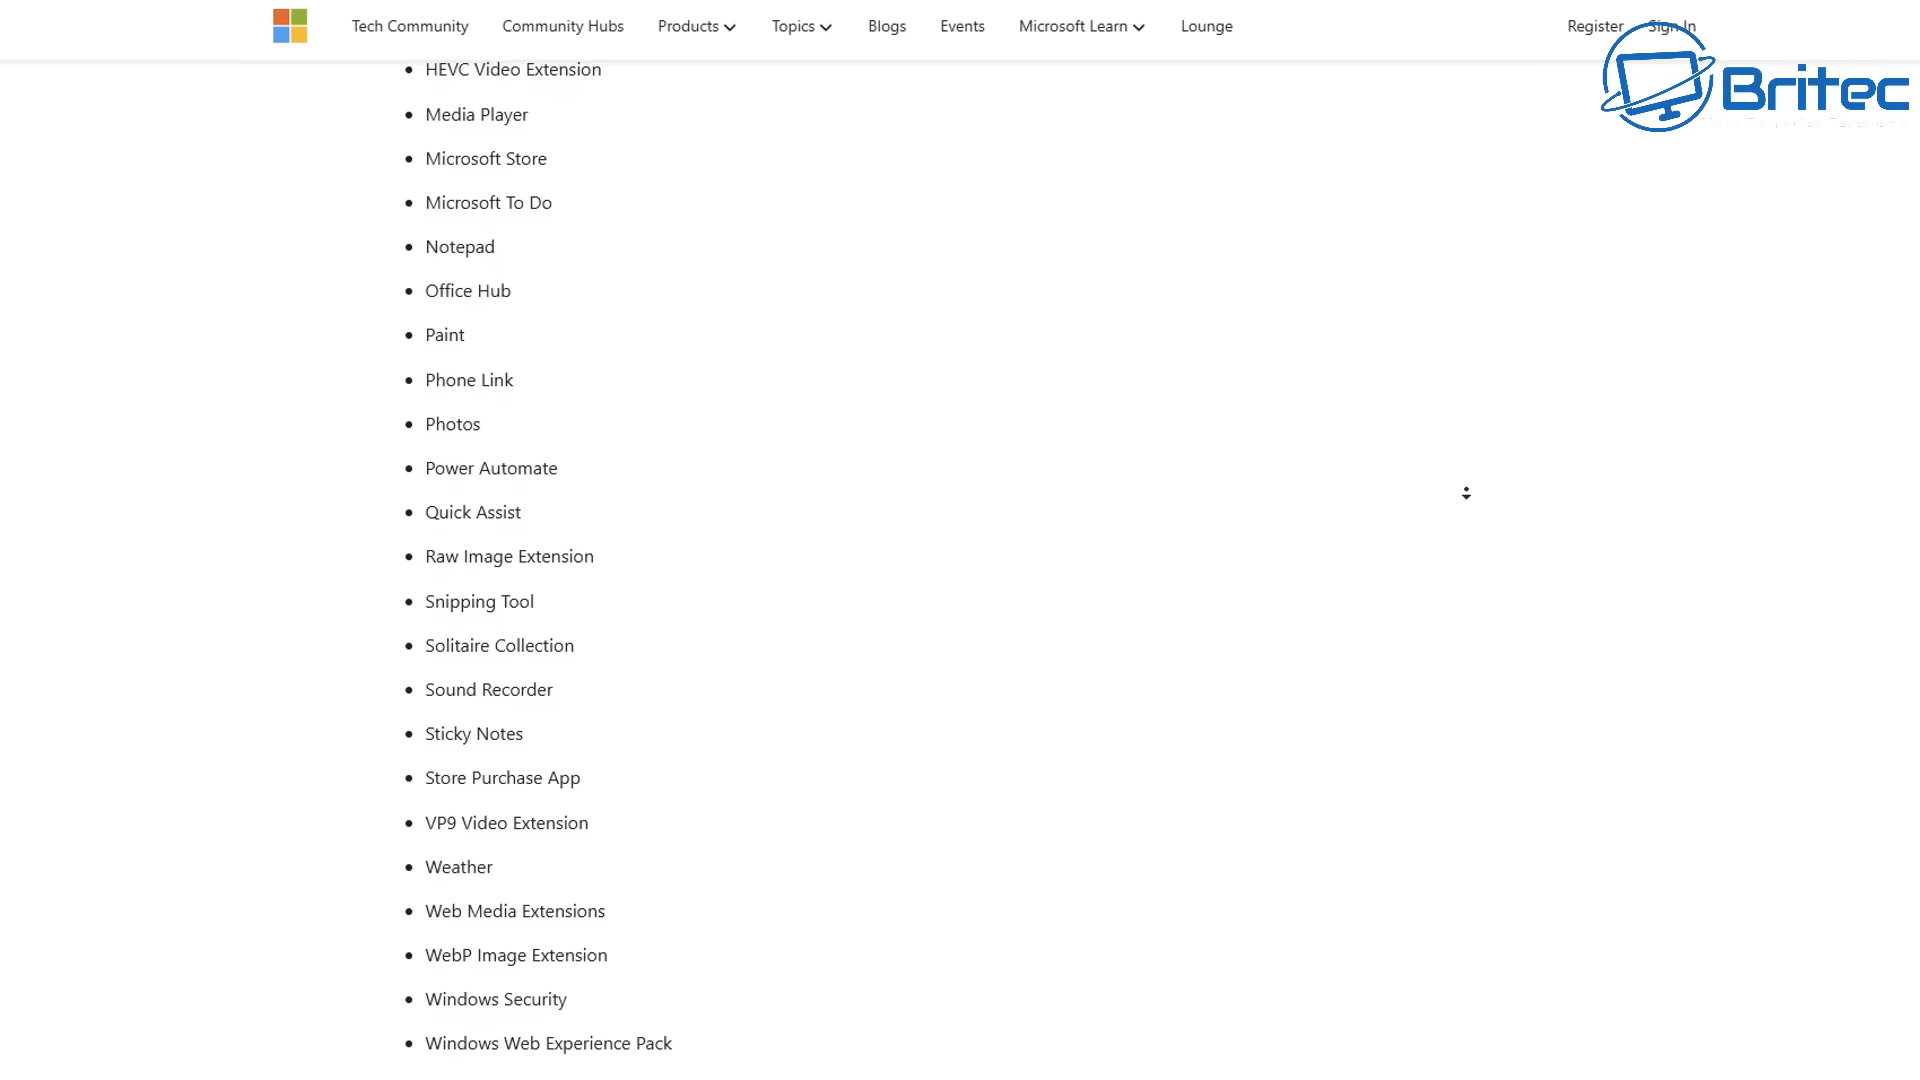 Tech Community Community Hubs Products Topics Blogs Events Microsoft Learn Lounge Register Sign In
Britec
HEVC Video Extension
Media Player
Microsoft Store
Microsoft To Do
Notepad
Office Hub
Paint
Phone Link
Photos
Power Automate
Quick Assist
Raw Image Extension
Snipping Tool
Solitaire Collection
Sound Recorder
Sticky Notes
Store Purchase App
VP9 Video Extension
Weather
Web Media Extensions
WebP Image Extension
Windows Security
Windows Web Experience Pack